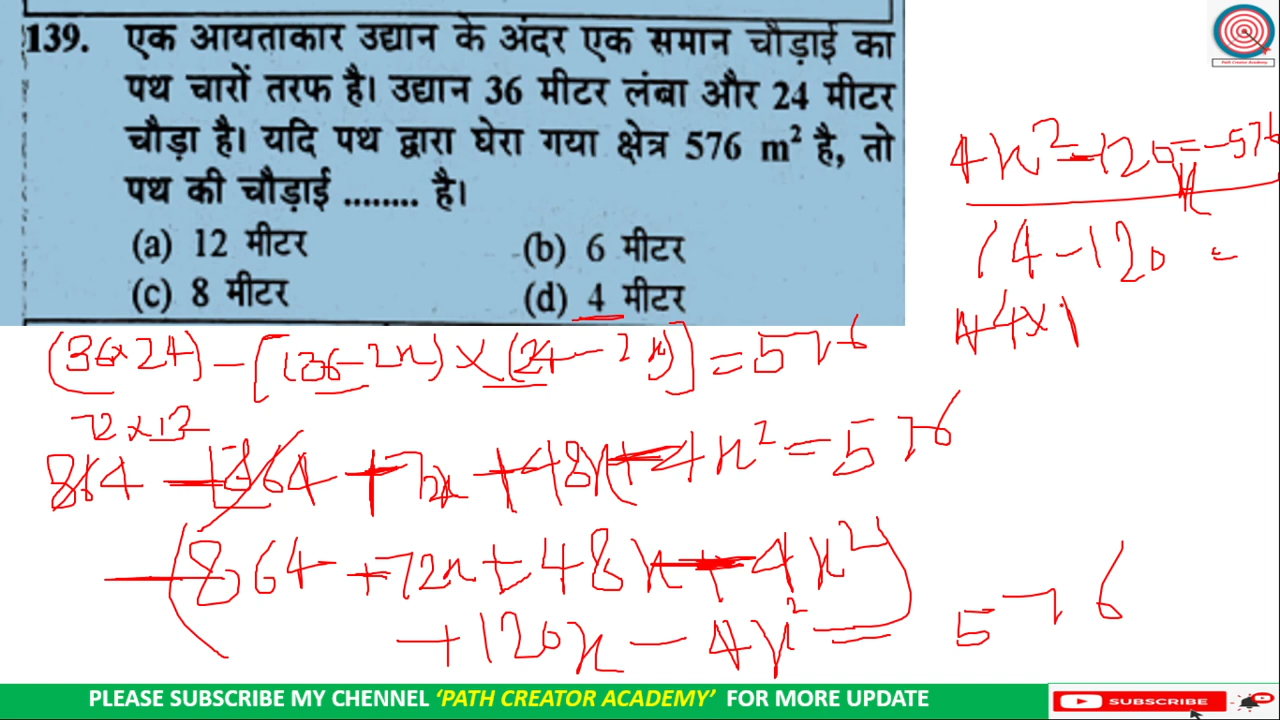 139. एक आयताकार उद्यान के अंदर एक समान चौड़ाई का
पथ चारों तरफ है। उद्यान 36 मीटर लंबा और 24 मीटर
चौड़ा है। यदि पथ द्वारा घेरा गया क्षेत्र 576 m² है, तो
पथ की चौड़ाई ........ है।
(a) 12 मीटर (b) 6 मीटर
(c) 8 मीटर (d) 4 मीटर
Path Creator Academy
4x² - 120x = -576
4 - 120 =
4x
(36×24) - [(36-2x) × (24-2x)] = 576
72×12
864 - 864 + 72x + 48x - 4x² = 576
-(864 + 72x + 48x - 4x²)
+ 120x - 4x² = 576
PLEASE SUBSCRIBE MY CHENNEL ‘PATH CREATOR ACADEMY’ FOR MORE UPDATE
SUBSCRIBE